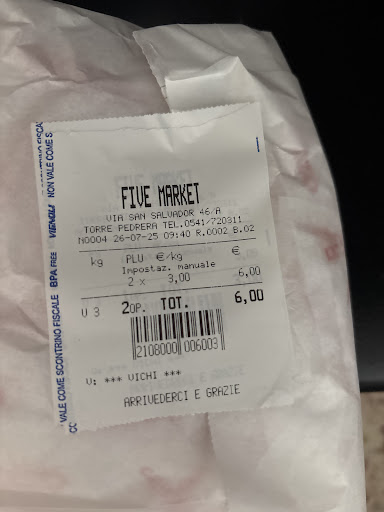 FIVE MARKET
VIA SAN SALVADOR 46/A
TORRE PEDRERA TEL.0541/720311
N0004 26-07-25 09:40 R.0002 B.02
kg PLU €/kg €
Impostaz. manuale
2 x 3,00 6,00
V 3 2OP. TOT. 6,00
2108000 006003
V: *** VICHI ***
ARRIVEDERCI E GRAZIE
VALE COME SCONTRINO FISCALE BPA FREE VIGNOLI NON VALE COME S